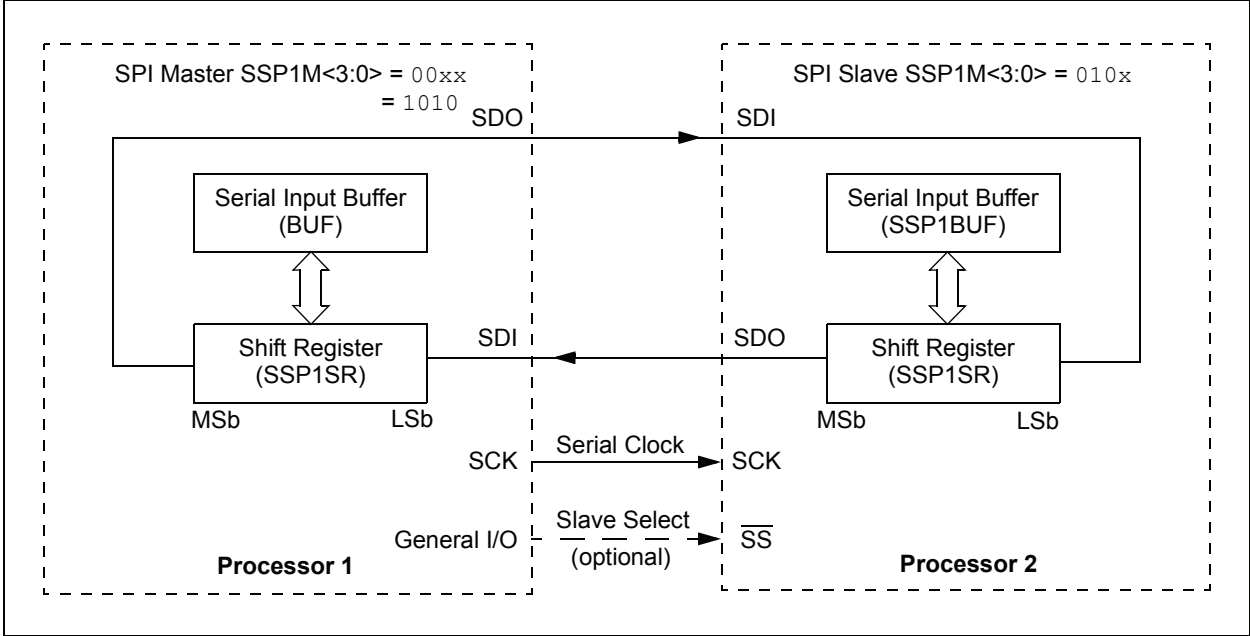 SPI Master SSP1M<3:0> = 00xx
= 1010
SDO
Serial Input Buffer
(BUF)
Shift Register
(SSP1SR)
MSb
LSb
SDI
SCK
General I/O
Processor 1
Serial Clock
Slave Select
(optional)
SPI Slave SSP1M<3:0> = 010x
SDI
Serial Input Buffer
(SSP1BUF)
SDO
Shift Register
(SSP1SR)
MSb
LSb
SCK
SS
Processor 2